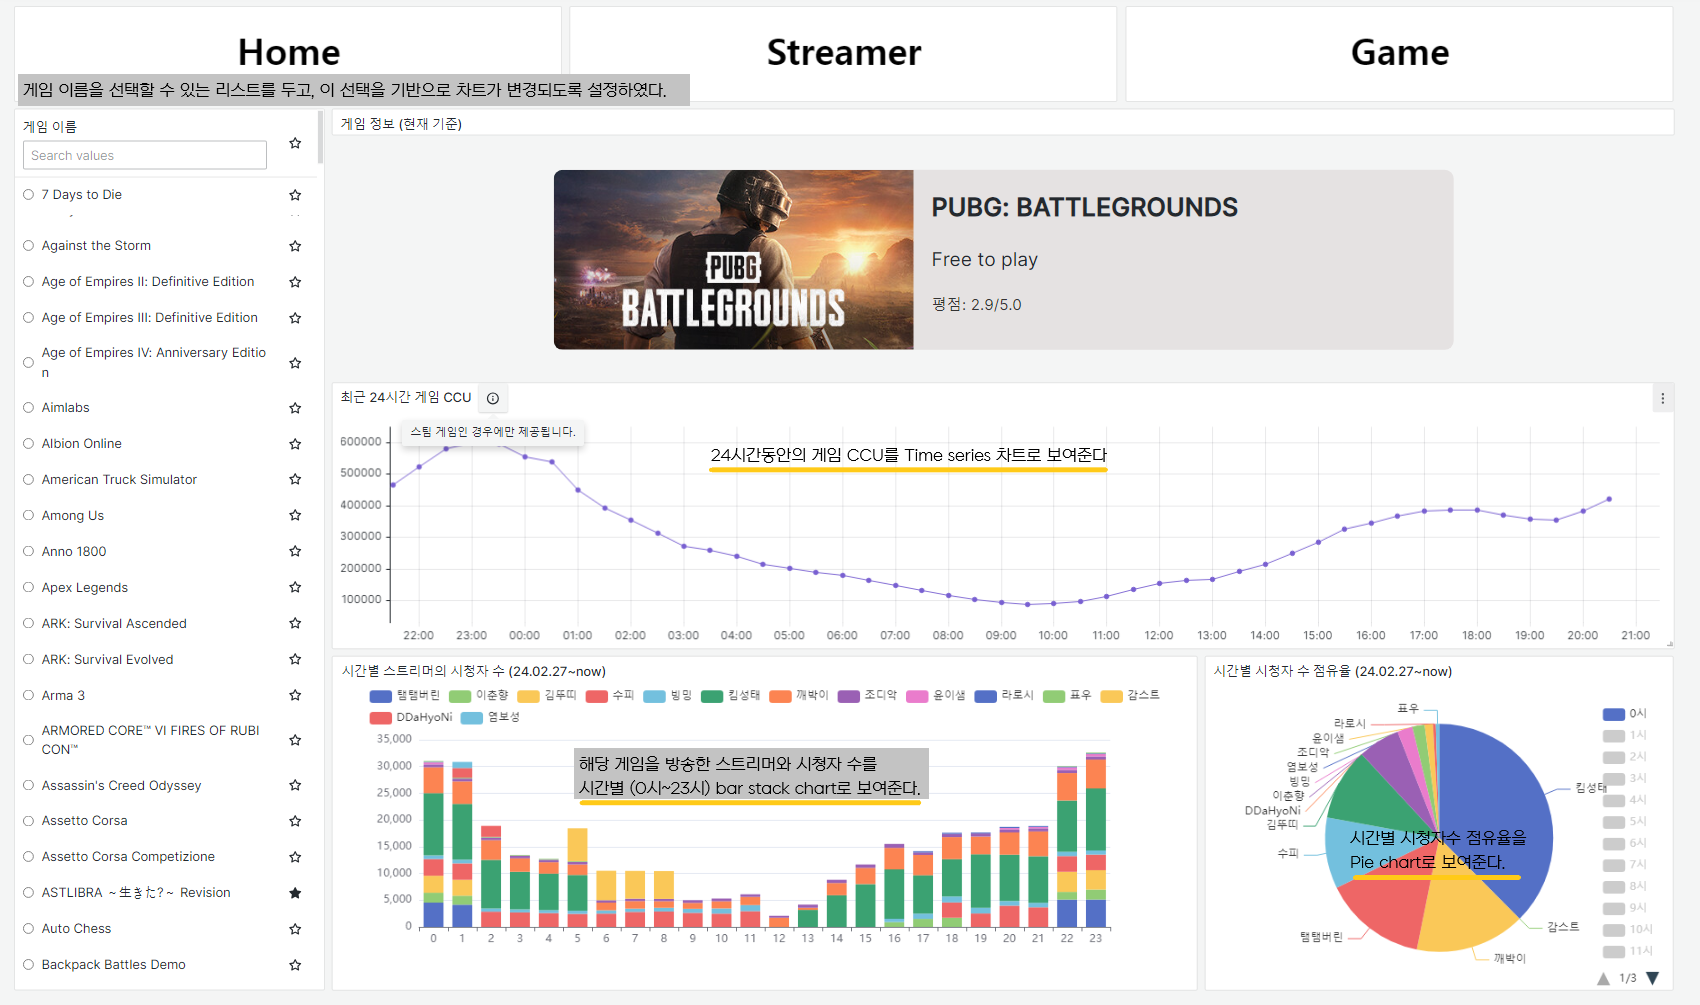 Home
Streamer
Game
게임 이름을 선택할 수 있는 리스트를 두고, 이 선택을 기반으로 차트가 변경되도록 설정하였다.
게임 이름
Search values
7 Days to Die
Against the Storm
Age of Empires II: Definitive Edition
Age of Empires III: Definitive Edition
Age of Empires IV: Anniversary Editio
n
Aimlabs
Albion Online
American Truck Simulator
Among Us
Anno 1800
Apex Legends
ARK: Survival Ascended
ARK: Survival Evolved
Arma 3
ARMORED CORE™ VI FIRES OF RUBI
CON™
Assassin's Creed Odyssey
Assetto Corsa
Assetto Corsa Competizione
ASTLIBRA ～生きた?～ Revision
Auto Chess
Backpack Battles Demo
게임 정보 (현재 기준)
PUBG
BATTLEGROUNDS
PUBG: BATTLEGROUNDS
Free to play
평점: 2.9/5.0
최근 24시간 게임 CCU
스팀 게임인 경우에만 제공됩니다.
24시간동안의 게임 CCU를 Time series 차트로 보여준다
600000
500000
400000
300000
200000
100000
22:00 23:00 00:00 01:00 02:00 03:00 04:00 05:00 06:00 07:00 08:00 09:00 10:00 11:00 12:00 13:00 14:00 15:00 16:00 17:00 18:00 19:00 20:00 21:00
시간별 스트리머의 시청자 수 (24.02.27~now)
탬탬버린 이춘향 김뚜띠 수피 빙밍 킴성태 깨박이 조디악 윤이샘 라로시 표우 감스트
DDaHyoNi 염보성
35,000
30,000
25,000
20,000
15,000
10,000
5,000
0
해당 게임을 방송한 스트리머와 시청자 수를
시간별 (0시~23시) bar stack chart로 보여준다.
0 1 2 3 4 5 6 7 8 9 10 11 12 13 14 15 16 17 18 19 20 21 22 23
시간별 시청자 수 점유율 (24.02.27~now)
표우
라로시
윤이샘
조디악
염보성
빙밍
이춘향
DDaHyoNi
김뚜띠
수피
탬탬버린
킴성태
감스트
깨박이
시간별 시청자수 점유율을
Pie chart로 보여준다.
0시
1시
2시
3시
4시
5시
6시
7시
8시
9시
10시
11시
1/3